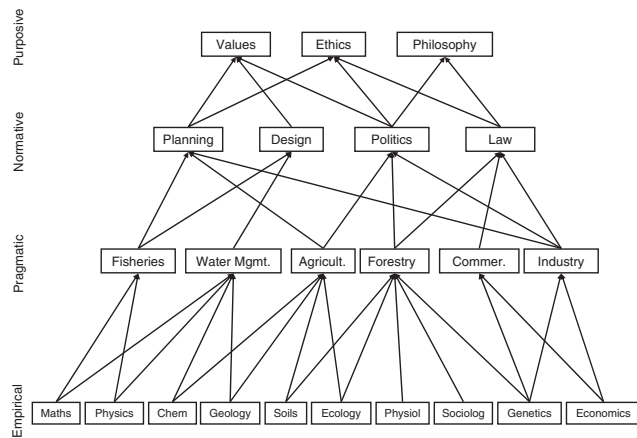 Purposive
Values Ethics Philosophy
Normative
Planning Design Politics Law
Pragmatic
Fisheries Water Mgmt. Agricult. Forestry Commer. Industry
Empirical
Maths Physics Chem Geology Soils Ecology Physiol Sociolog Genetics Economics